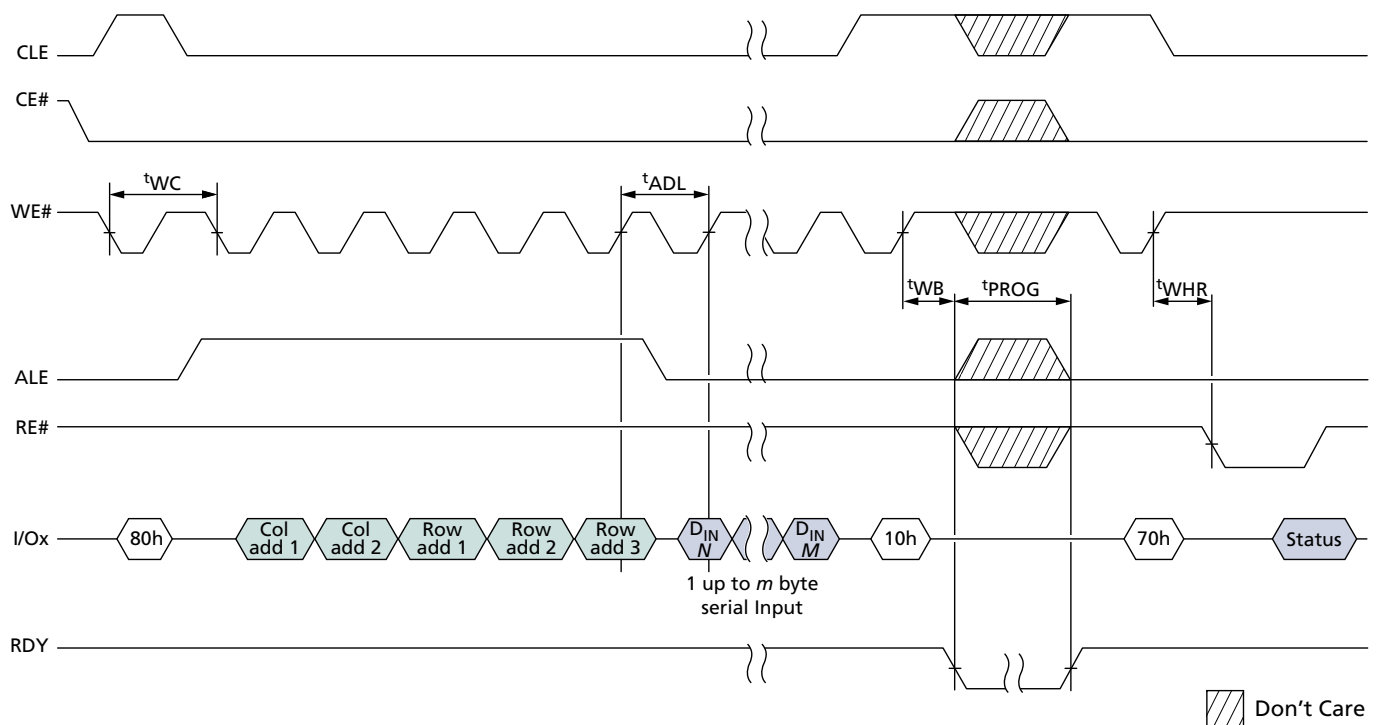 CLE
CE#
tWC
tADL
WE#
tWB
tPROG
tWHR
ALE
RE#
I/Ox
80h
Col
add 1
Col
add 2
Row
add 1
Row
add 2
Row
add 3
DIN
N
DIN
M
10h
70h
Status
1 up to m byte
serial Input
RDY
Don't Care